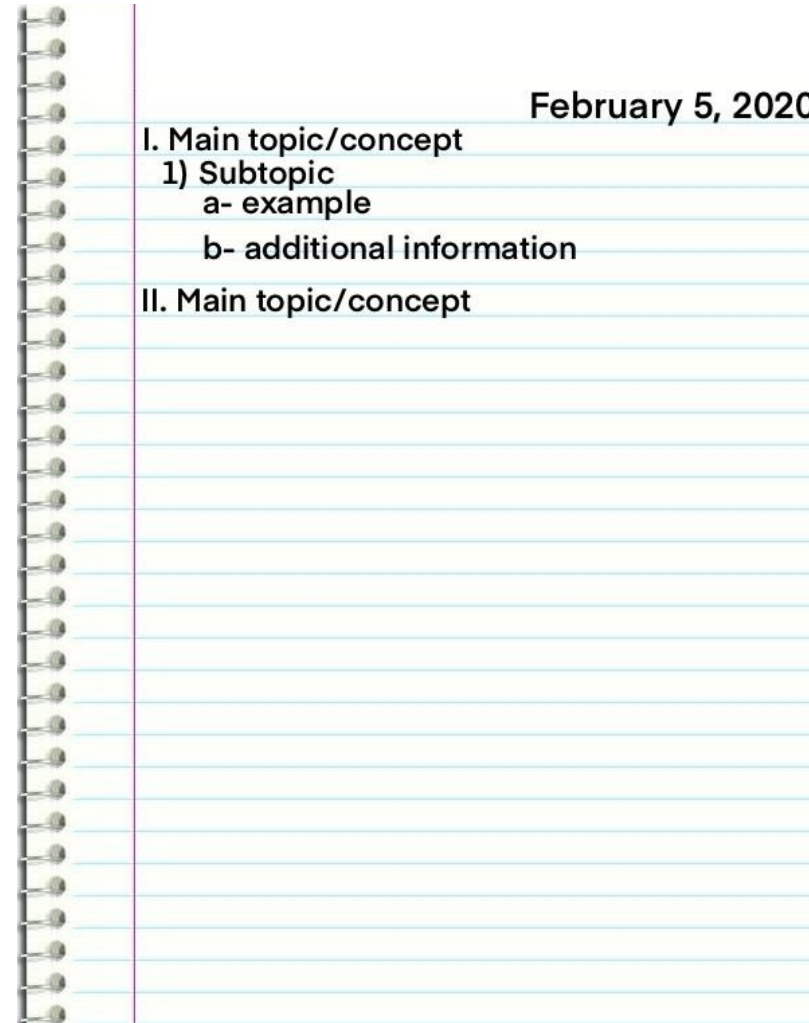 February 5, 2020
I. Main topic/concept
1) Subtopic
a- example
b- additional information
II. Main topic/concept